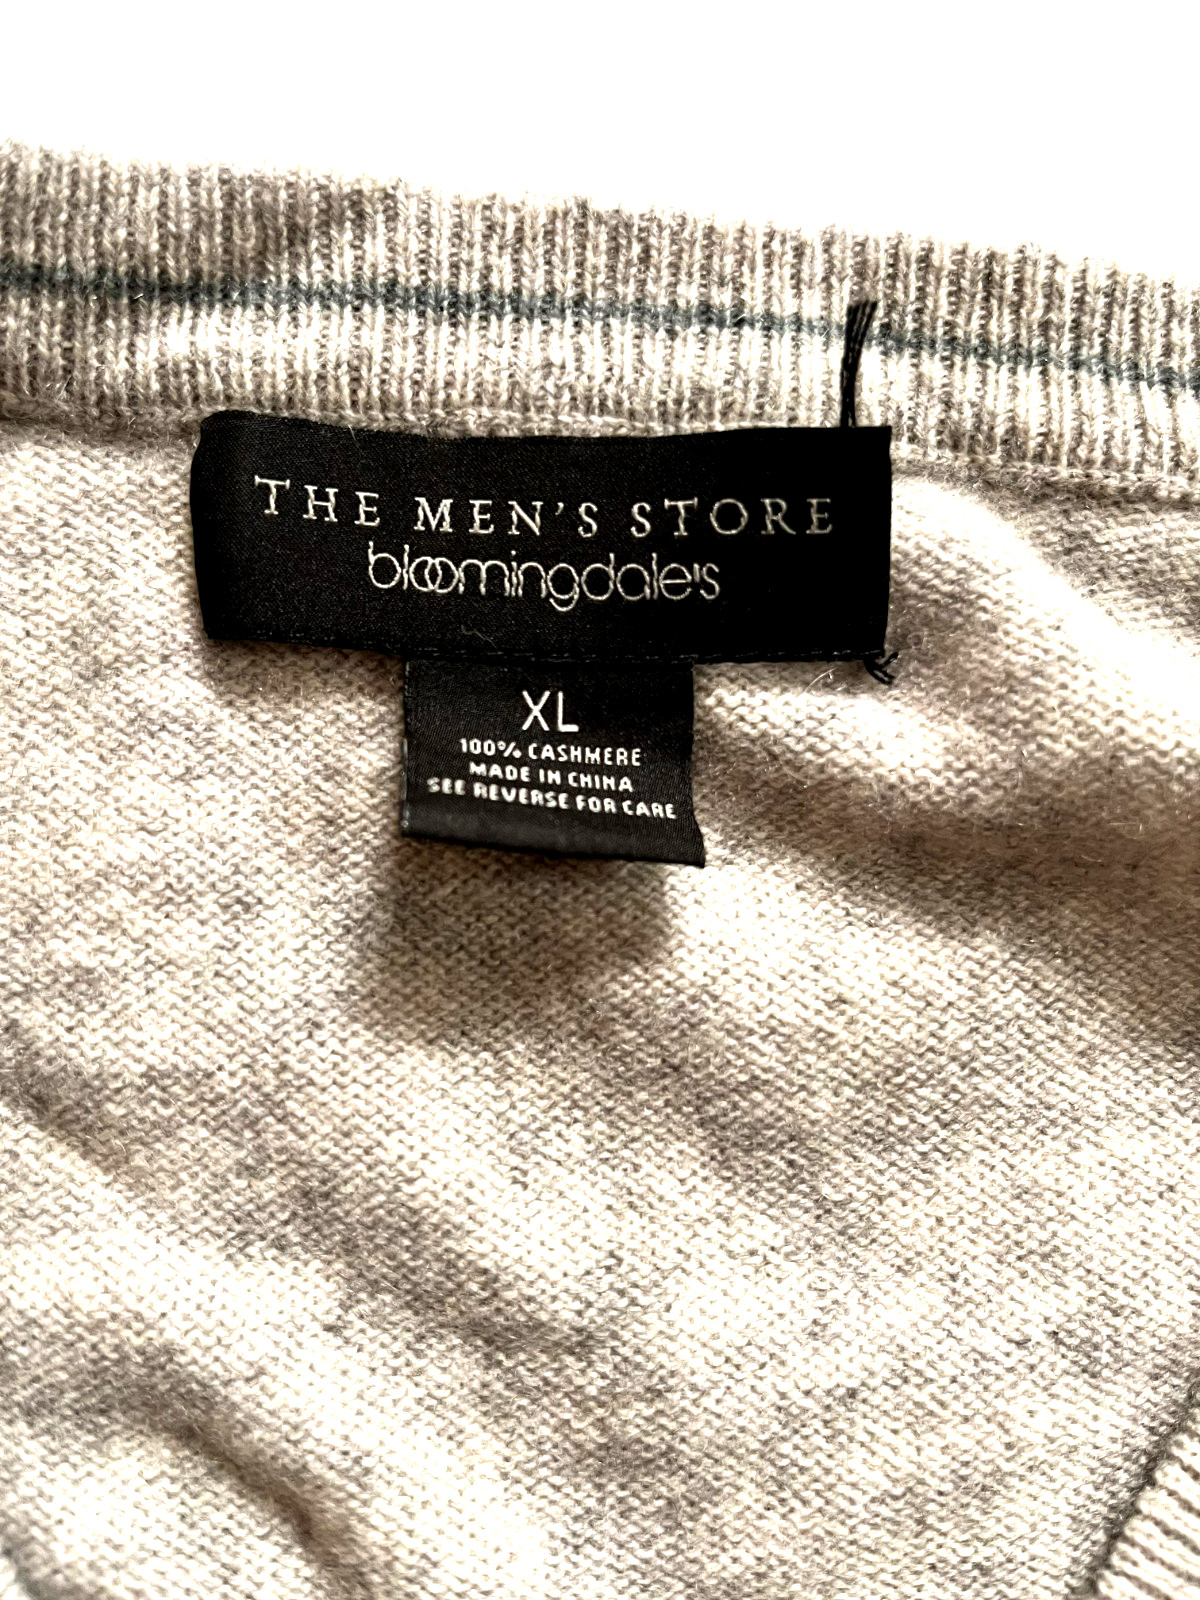 THE MEN'S STORE
bloomingdale's
XL
100% CASHMERE
MADE IN CHINA
SEE REVERSE FOR CARE